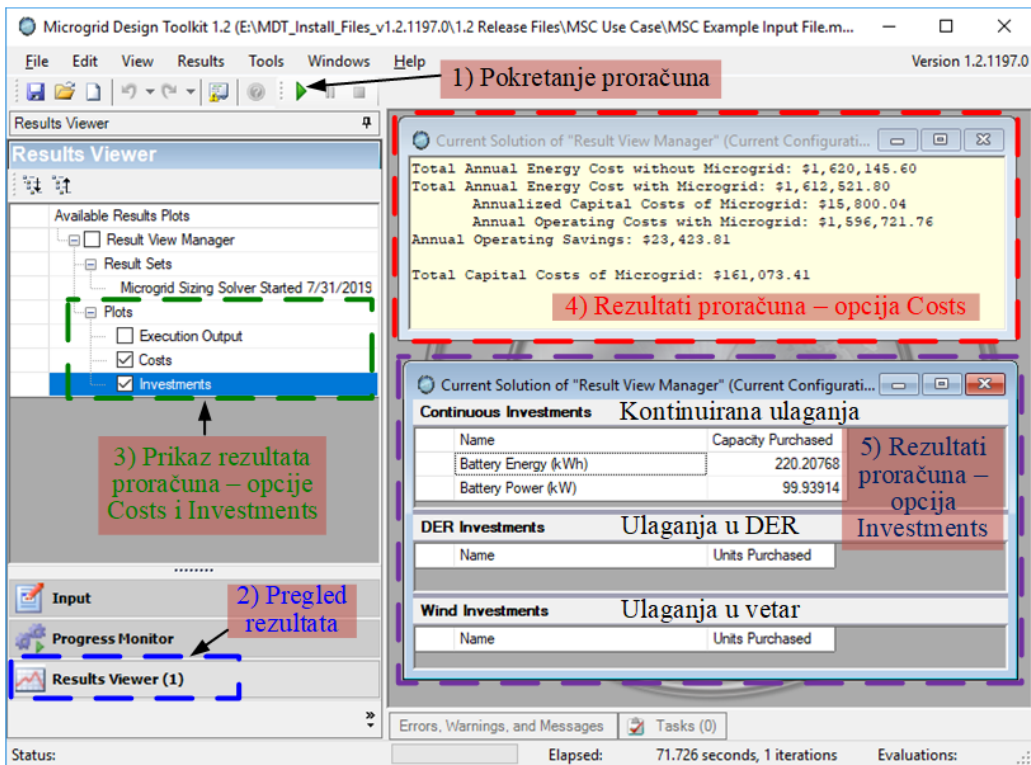 Microgrid Design Toolkit 1.2 (E:\MDT_Install_Files_v1.2.1197.0\1.2 Release Files\MSC Use Case\MSC Example Input File.m...
File Edit View Results Tools Windows Help Version 1.2.1197.0
1) Pokretanje proračuna
Results Viewer
Results Viewer
Available Results Plots
Result View Manager
Result Sets
Microgrid Sizing Solver Started 7/31/2019
Plots
Execution Output
Costs
Investments
3) Prikaz rezultata
proračuna – opcije
Costs i Investments
Input
2) Pregled
rezultata
Progress Monitor
Results Viewer (1)
Current Solution of "Result View Manager" (Current Configurati...
Total Annual Energy Cost without Microgrid: $1,620,145.60
Total Annual Energy Cost with Microgrid: $1,612,521.80
Annualized Capital Costs of Microgrid: $15,800.04
Annual Operating Costs with Microgrid: $1,596,721.76
Annual Operating Savings: $23,423.81
Total Capital Costs of Microgrid: $161,073.41
4) Rezultati proračuna – opcija Costs
Current Solution of "Result View Manager" (Current Configurati...
Continuous Investments Kontinuirana ulaganja
Name Capacity Purchased
Battery Energy (kWh) 220.20768
Battery Power (kW) 99.93914
5) Rezultati
proračuna –
opcija
Investments
DER Investments Ulaganja u DER
Name Units Purchased
Wind Investments Ulaganja u vetar
Name Units Purchased
Errors, Warnings, and Messages Tasks (0)
Status: Elapsed: 71.726 seconds, 1 iterations Evaluations: